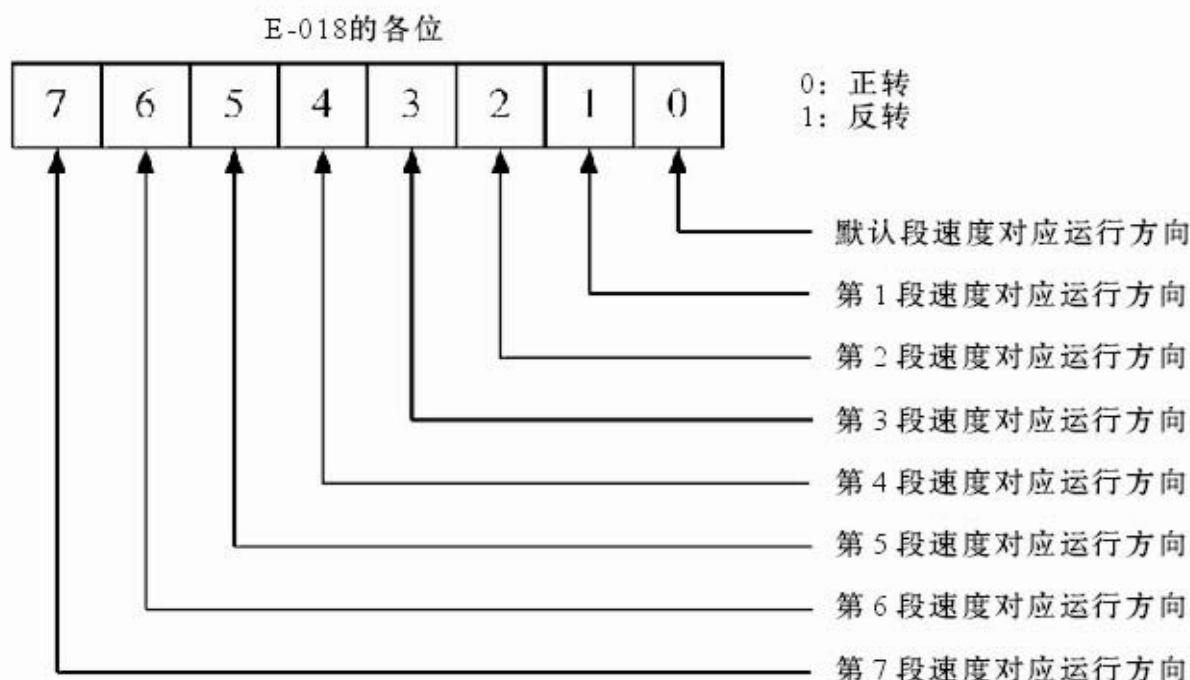 E-018的各位
7 6 5 4 3 2 1 0
0: 正转
1: 反转
默认段速度对应运行方向
第1段速度对应运行方向
第2段速度对应运行方向
第3段速度对应运行方向
第4段速度对应运行方向
第5段速度对应运行方向
第6段速度对应运行方向
第7段速度对应运行方向